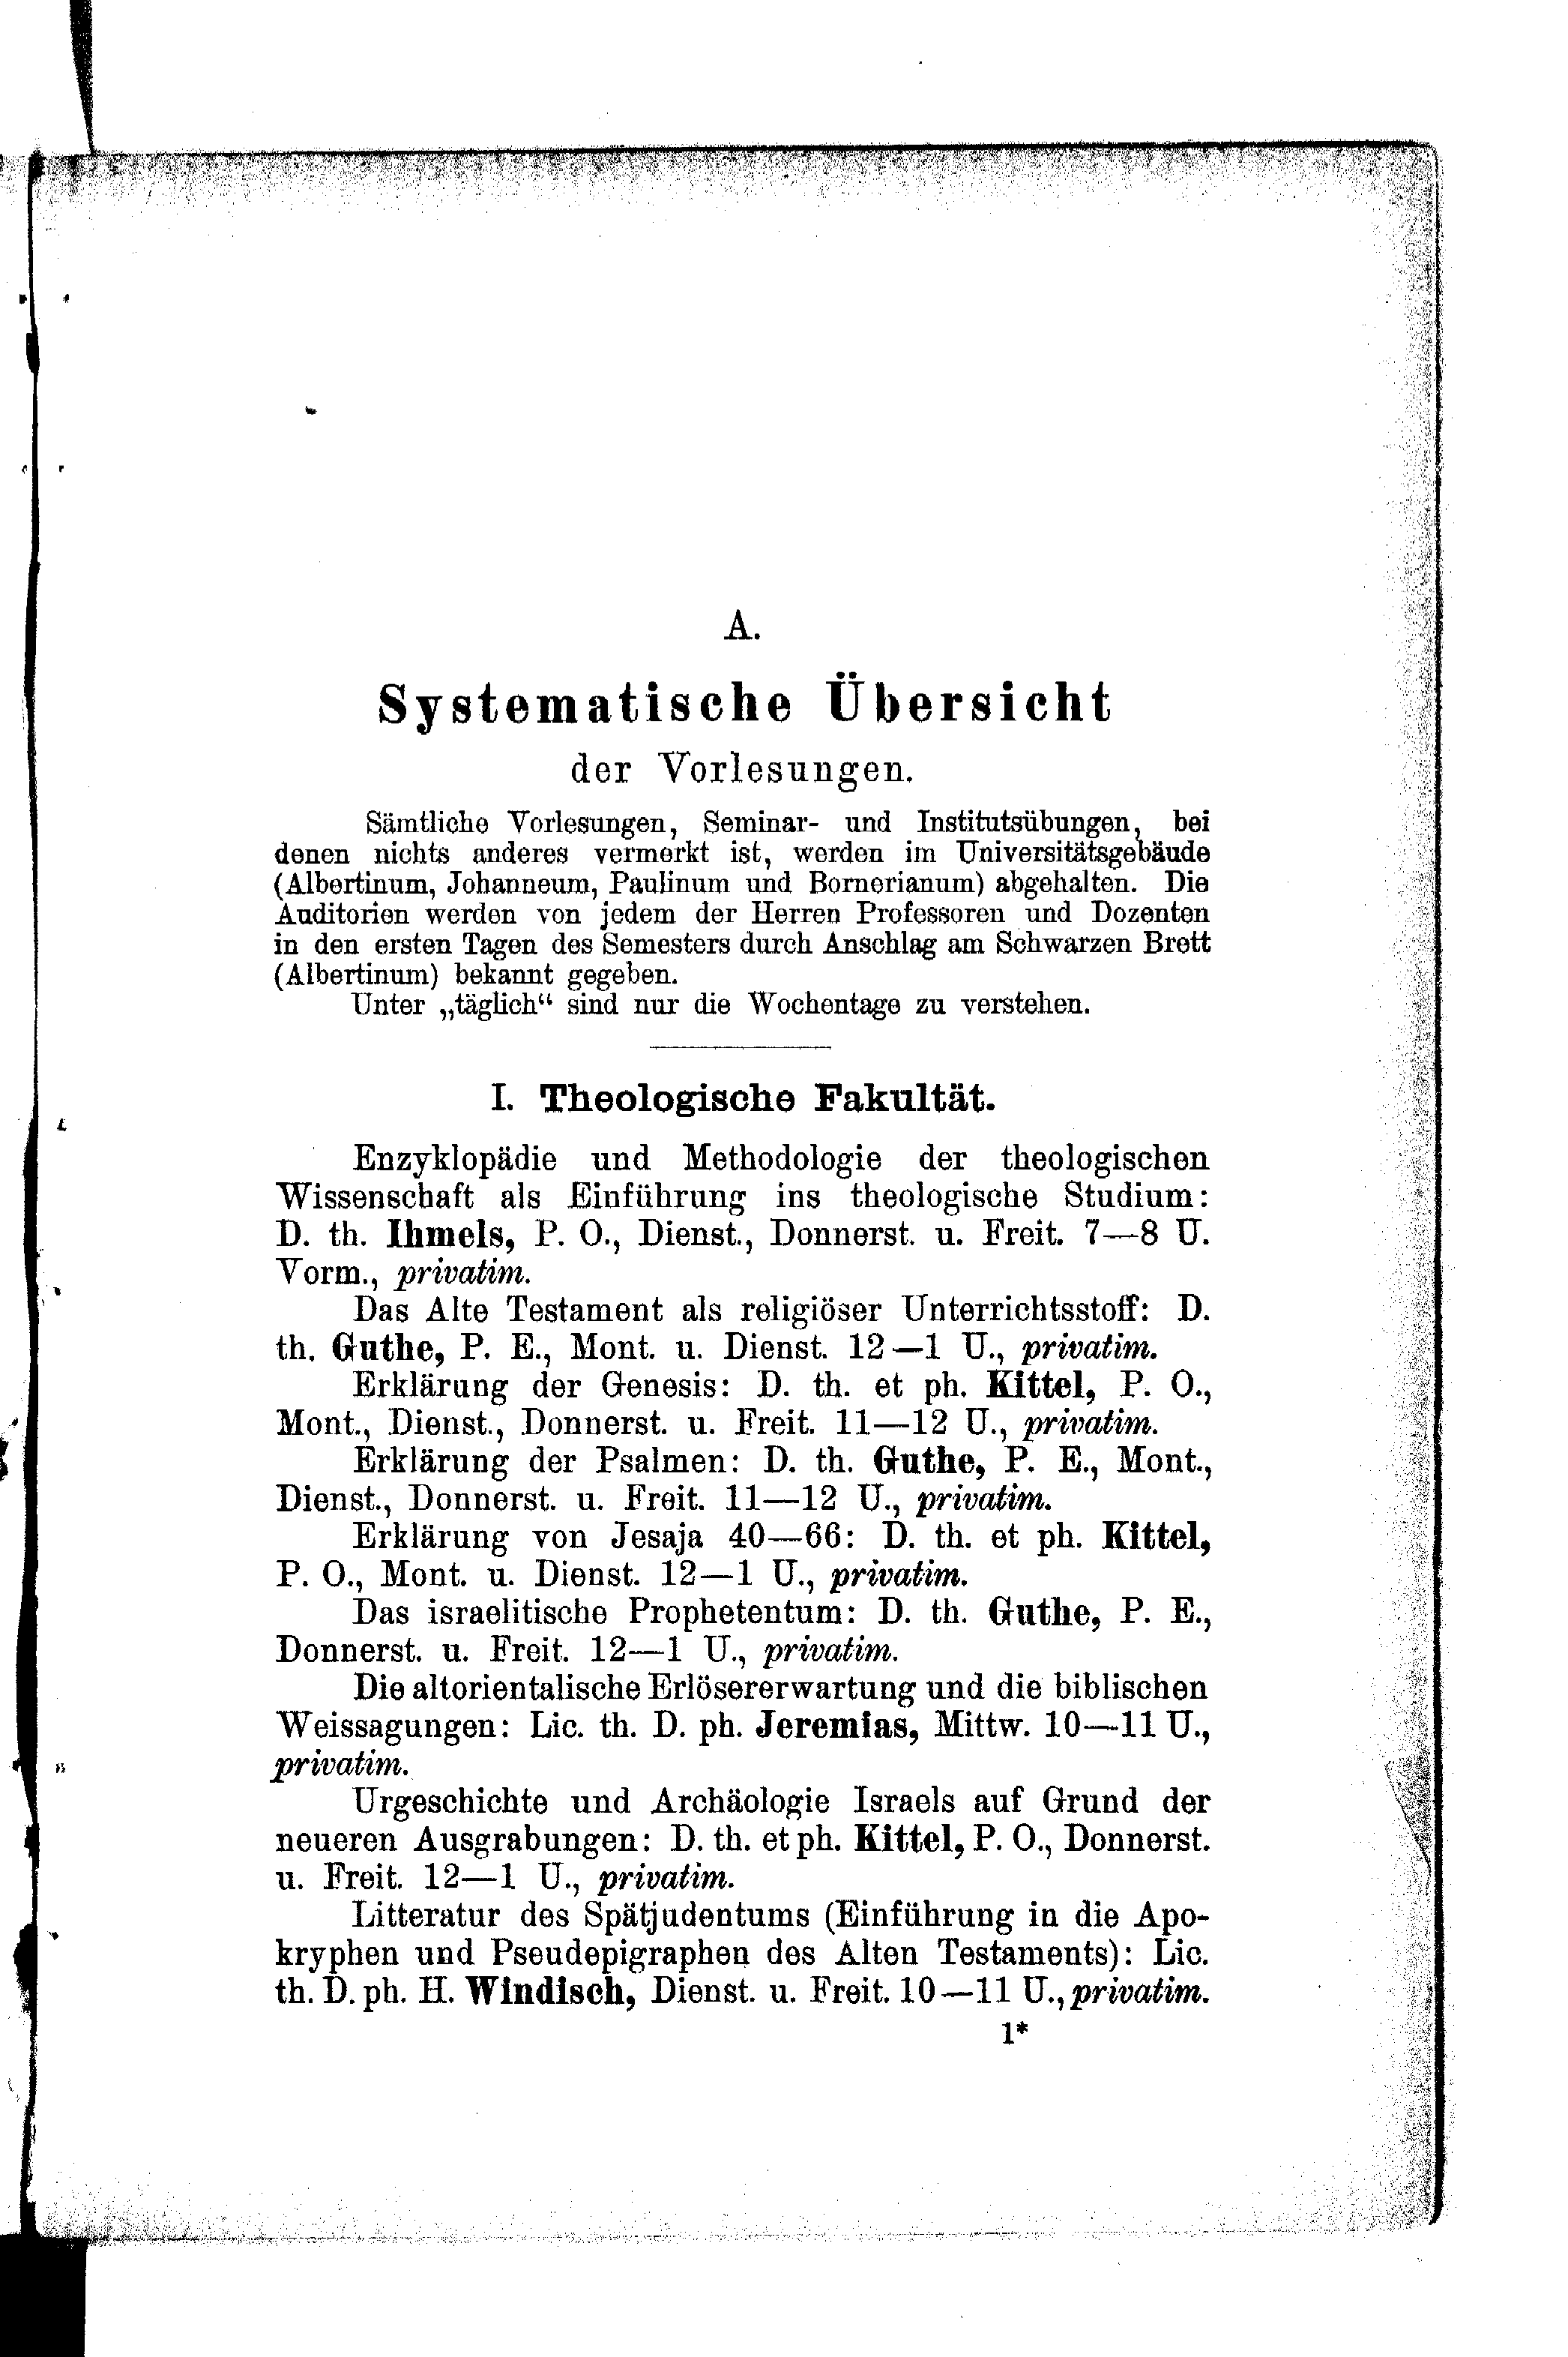 A.
Systematische Übersicht
der Vorlesungen.
Sämtliche Vorlesungen, Seminar- und Institutsübungen, bei
denen nichts anderes vermerkt ist, werden im Universitätsgebäude
(Albertinum, Johanneum, Paulinum und Bornerianum) abgehalten. Die
Auditorien werden von jedem der Herren Professoren und Dozenten
in den ersten Tagen des Semesters durch Anschlag am Schwarzen Brett
(Albertinum) bekannt gegeben.
Unter „täglich“ sind nur die Wochentage zu verstehen.
I. Theologische Fakultät.
Enzyklopädie und Methodologie der theologischen
Wissenschaft als Einführung ins theologische Studium:
D. th. Ihmels, P. O., Dienst., Donnerst. u. Freit. 7—8 U.
Vorm., privatim.
Das Alte Testament als religiöser Unterrichtsstoff: D.
th. Guthe, P. E., Mont. u. Dienst. 12—1 U., privatim.
Erklärung der Genesis: D. th. et ph. Kittel, P. O.,
Mont., Dienst., Donnerst. u. Freit. 11—12 U., privatim.
Erklärung der Psalmen: D. th. Guthe, P. E., Mont.,
Dienst., Donnerst. u. Freit. 11—12 U., privatim.
Erklärung von Jesaja 40—66: D. th. et ph. Kittel,
P. O., Mont. u. Dienst. 12—1 U., privatim.
Das israelitische Prophetentum: D. th. Guthe, P. E.,
Donnerst. u. Freit. 12—1 U., privatim.
Die altorientalische Erlösererwartung und die biblischen
Weissagungen: Lic. th. D. ph. Jeremias, Mittw. 10—11 U.,
privatim.
Urgeschichte und Archäologie Israels auf Grund der
neueren Ausgrabungen: D. th. et ph. Kittel, P. O., Donnerst.
u. Freit. 12—1 U., privatim.
Litteratur des Spätjudentums (Einführung in die Apo-
kryphen und Pseudepigraphen des Alten Testaments): Lic.
th. D. ph. H. Windisch, Dienst. u. Freit. 10—11 U., privatim.
1*